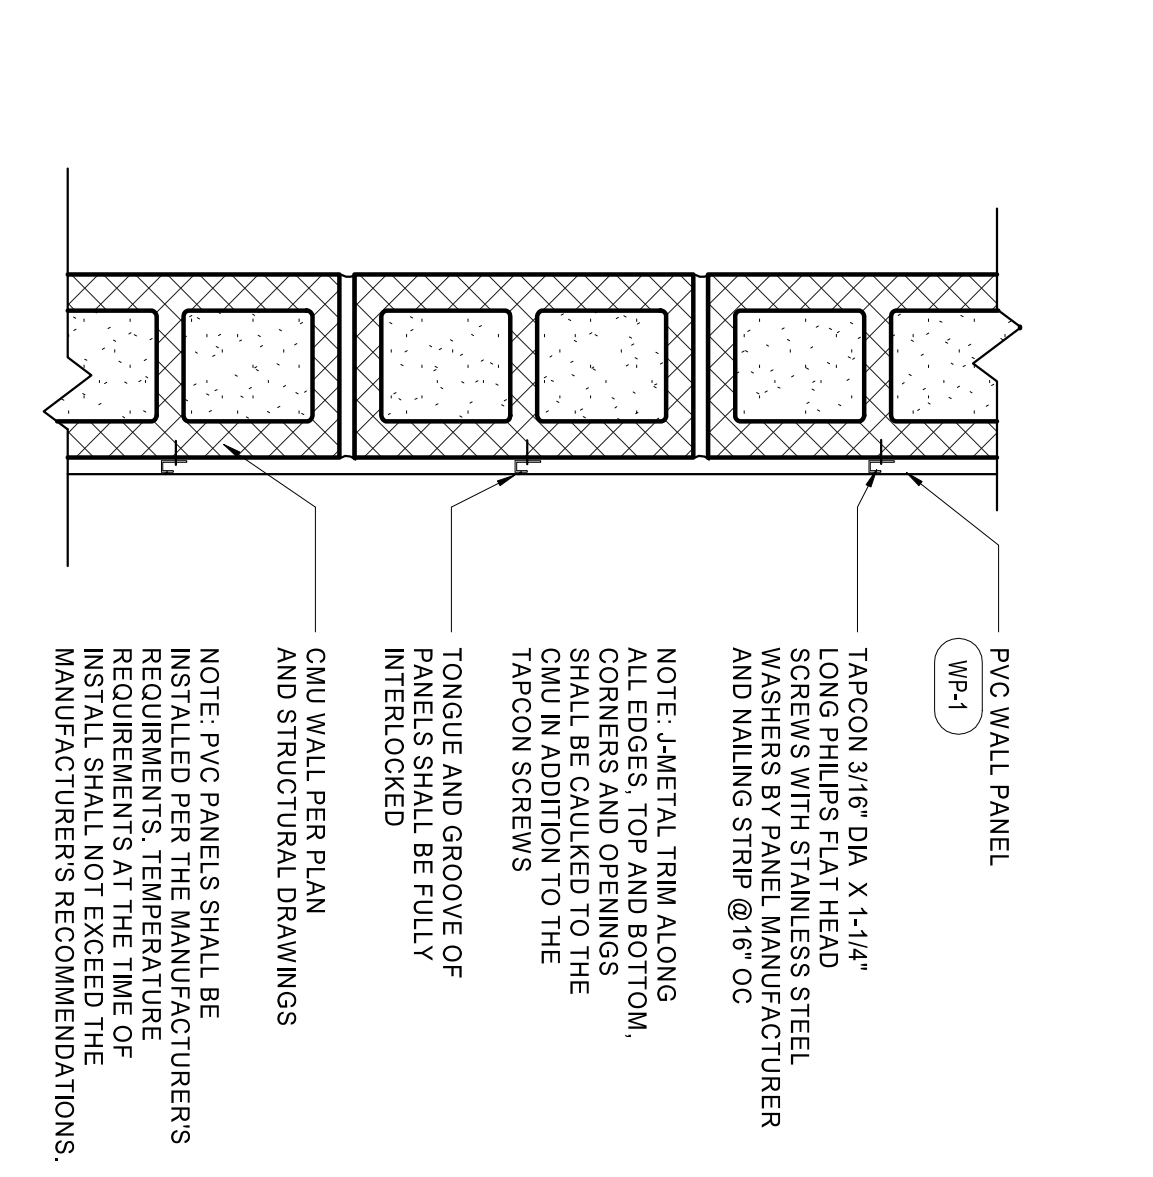 PVC WALL PANEL
WP-1
TAPCON 3/16" DIA X 1-1/4"
LONG PHILIPS FLAT HEAD
SCREWS WITH STAINLESS STEEL
WASHERS BY PANEL MANUFACTURER
AND NAILING STRIP @16" OC
NOTE: J-METAL TRIM ALONG
ALL EDGES, TOP AND BOTTOM,
CORNERS AND OPENINGS
SHALL BE CAULKED TO THE
CMU IN ADDITION TO THE
TAPCON SCREWS
TONGUE AND GROOVE OF
PANELS SHALL BE FULLY
INTERLOCKED
CMU WALL PER PLAN
AND STRUCTURAL DRAWINGS
NOTE: PVC PANELS SHALL BE
INSTALLED PER THE MANUFACTURER'S
REQUIRMENTS. TEMPERATURE
REQUIREMENTS AT THE TIME OF
INSTALL SHALL NOT EXCEED THE
MANUFACTURER'S RECOMMENDATIONS.